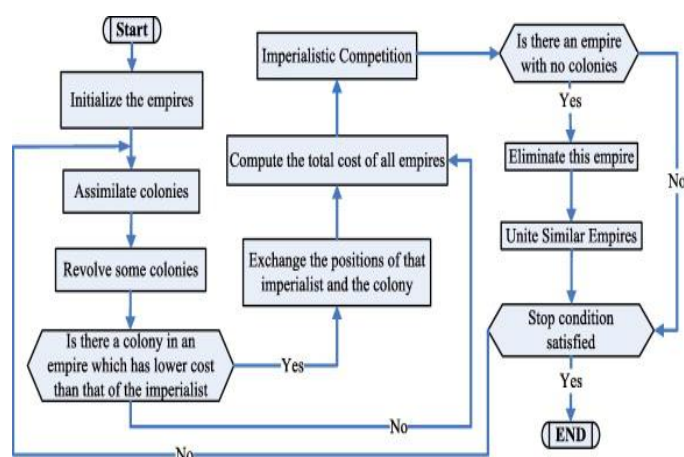 Start
Initialize the empires
Assimilate colonies
Revolve some colonies
Is there a colony in an
empire which has lower cost
than that of the imperialist
Yes
No
Exchange the positions of that
imperialist and the colony
Compute the total cost of all empires
Imperialistic Competition
Is there an empire
with no colonies
Yes
No
Eliminate this empire
Unite Similar Empires
Stop condition
satisfied
Yes
No
END